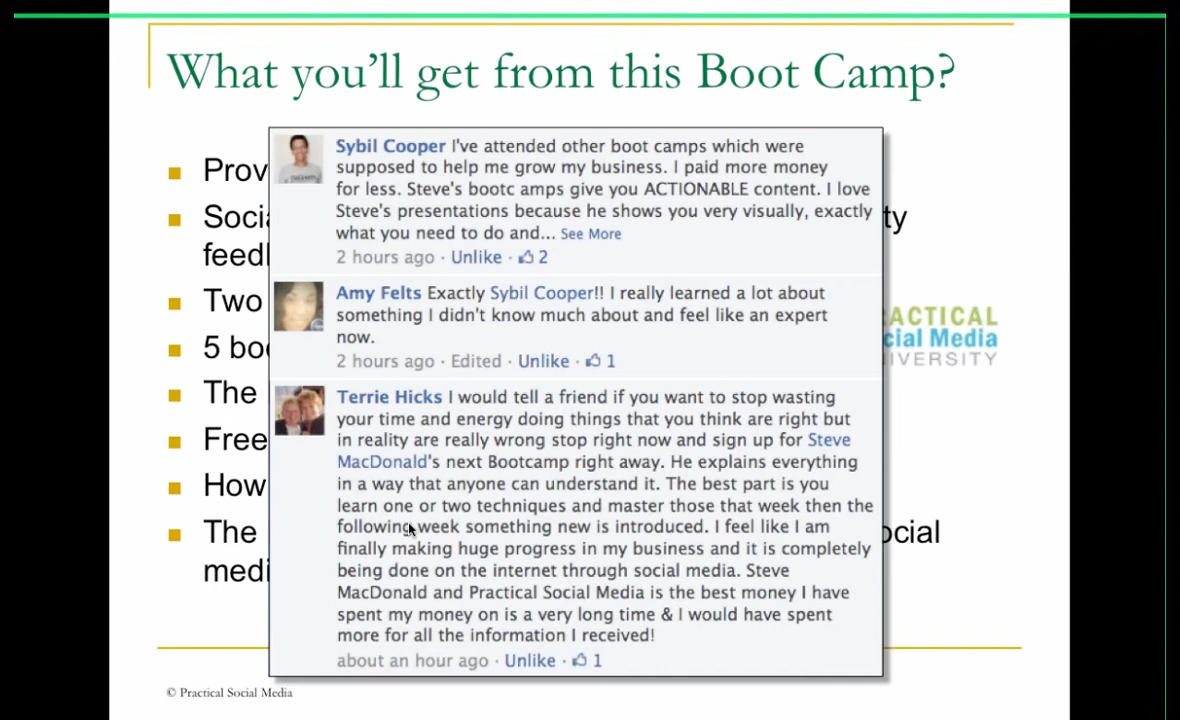 What you'll get from this Boot Camp?
Sybil Cooper I've attended other boot camps which were
supposed to help me grow my business. I paid more money
for less. Steve's bootc amps give you ACTIONABLE content. I love
Steve's presentations because he shows you very visually, exactly
what you need to do and... See More
2 hours ago · Unlike · 2
Amy Felts Exactly Sybil Cooper!! I really learned a lot about
something I didn't know much about and feel like an expert
now.
2 hours ago · Edited · Unlike · 1
Terrie Hicks I would tell a friend if you want to stop wasting
your time and energy doing things that you think are right but
in reality are really wrong stop right now and sign up for Steve
MacDonald's next Bootcamp right away. He explains everything
in a way that anyone can understand it. The best part is you
learn one or two techniques and master those that week then the
following week something new is introduced. I feel like I am
finally making huge progress in my business and it is completely
being done on the internet through social media. Steve
MacDonald and Practical Social Media is the best money I have
spent my money on is a very long time & I would have spent
more for all the information I received!
about an hour ago · Unlike · 1
Two
5
The
Free
How
The
© Practical Social Media